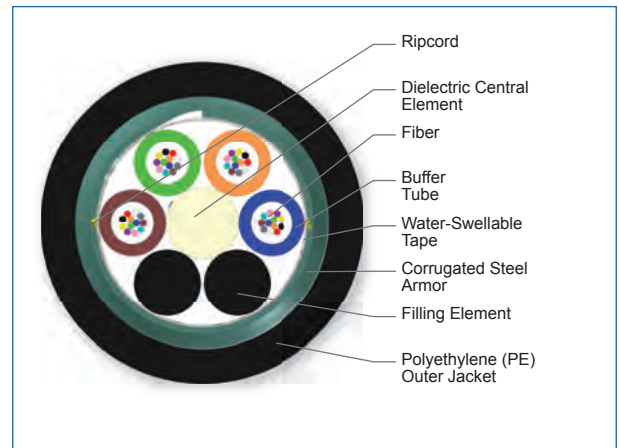 Ripcord
Dielectric Central
Element
Fiber
Buffer
Tube
Water-Swellable
Tape
Corrugated Steel
Armor
Filling Element
Polyethylene (PE)
Outer Jacket